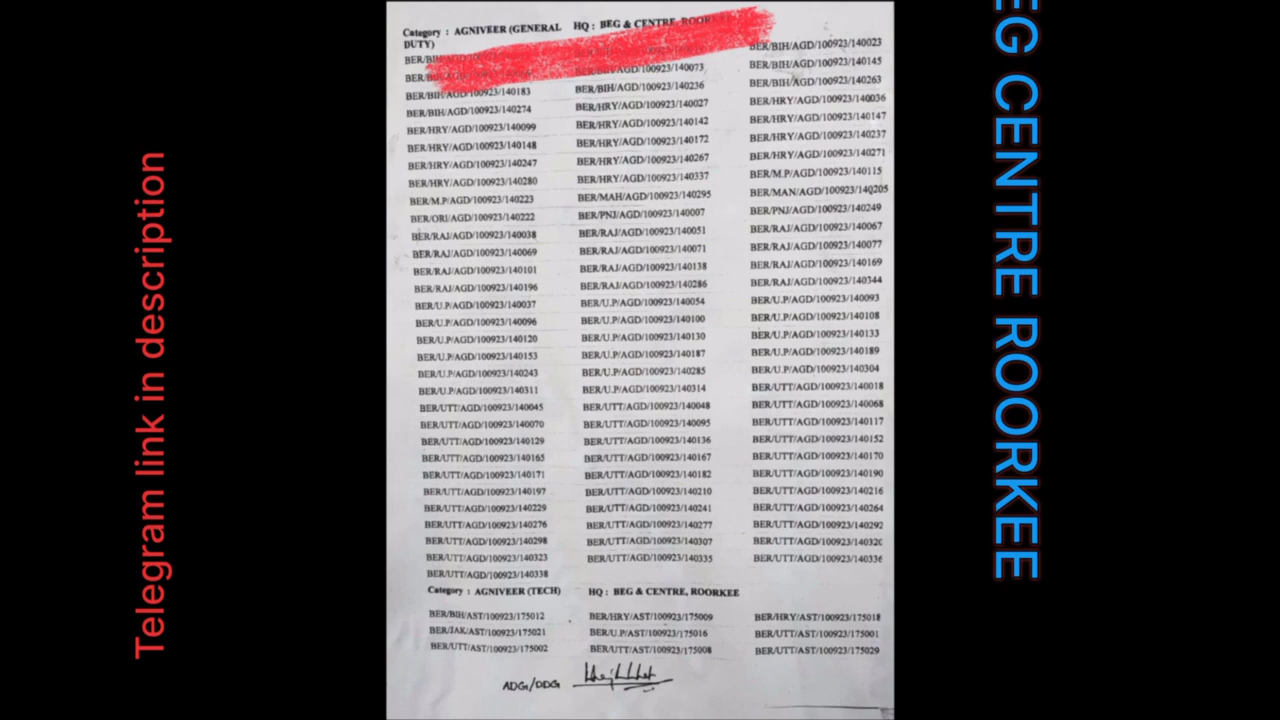 Telegram link in description
Category : AGNIVEER (GENERAL DUTY) HQ : BEG & CENTRE, ROORKEE
BER/BIH/AGD/100923/140023
BER/BIH/AGD/100923/140073 BER/BIH/AGD/100923/140145
BER/BIH/AGD/100923/140183 BER/BIH/AGD/100923/140236 BER/BIH/AGD/100923/140263
BER/BIH/AGD/100923/140274 BER/HRY/AGD/100923/140027 BER/HRY/AGD/100923/140036
BER/HRY/AGD/100923/140099 BER/HRY/AGD/100923/140142 BER/HRY/AGD/100923/140147
BER/HRY/AGD/100923/140148 BER/HRY/AGD/100923/140172 BER/HRY/AGD/100923/140237
BER/HRY/AGD/100923/140247 BER/HRY/AGD/100923/140267 BER/HRY/AGD/100923/140271
BER/HRY/AGD/100923/140280 BER/HRY/AGD/100923/140337 BER/M.P/AGD/100923/140115
BER/M.P/AGD/100923/140223 BER/MAH/AGD/100923/140295 BER/MAN/AGD/100923/140205
BER/ORI/AGD/100923/140222 BER/PNJ/AGD/100923/140007 BER/PNJ/AGD/100923/140249
BER/RAJ/AGD/100923/140038 BER/RAJ/AGD/100923/140051 BER/RAJ/AGD/100923/140067
BER/RAJ/AGD/100923/140069 BER/RAJ/AGD/100923/140071 BER/RAJ/AGD/100923/140077
BER/RAJ/AGD/100923/140101 BER/RAJ/AGD/100923/140138 BER/RAJ/AGD/100923/140169
BER/RAJ/AGD/100923/140196 BER/RAJ/AGD/100923/140286 BER/RAJ/AGD/100923/140344
BER/U.P/AGD/100923/140037 BER/U.P/AGD/100923/140054 BER/U.P/AGD/100923/140093
BER/U.P/AGD/100923/140096 BER/U.P/AGD/100923/140100 BER/U.P/AGD/100923/140108
BER/U.P/AGD/100923/140120 BER/U.P/AGD/100923/140130 BER/U.P/AGD/100923/140133
BER/U.P/AGD/100923/140153 BER/U.P/AGD/100923/140187 BER/U.P/AGD/100923/140189
BER/U.P/AGD/100923/140243 BER/U.P/AGD/100923/140285 BER/U.P/AGD/100923/140304
BER/U.P/AGD/100923/140311 BER/U.P/AGD/100923/140314 BER/UTT/AGD/100923/140018
BER/UTT/AGD/100923/140045 BER/UTT/AGD/100923/140048 BER/UTT/AGD/100923/140068
BER/UTT/AGD/100923/140070 BER/UTT/AGD/100923/140095 BER/UTT/AGD/100923/140117
BER/UTT/AGD/100923/140129 BER/UTT/AGD/100923/140136 BER/UTT/AGD/100923/140152
BER/UTT/AGD/100923/140165 BER/UTT/AGD/100923/140167 BER/UTT/AGD/100923/140170
BER/UTT/AGD/100923/140171 BER/UTT/AGD/100923/140182 BER/UTT/AGD/100923/140190
BER/UTT/AGD/100923/140197 BER/UTT/AGD/100923/140210 BER/UTT/AGD/100923/140216
BER/UTT/AGD/100923/140229 BER/UTT/AGD/100923/140241 BER/UTT/AGD/100923/140264
BER/UTT/AGD/100923/140276 BER/UTT/AGD/100923/140277 BER/UTT/AGD/100923/140292
BER/UTT/AGD/100923/140298 BER/UTT/AGD/100923/140307 BER/UTT/AGD/100923/140320
BER/UTT/AGD/100923/140323 BER/UTT/AGD/100923/140335 BER/UTT/AGD/100923/140336
BER/UTT/AGD/100923/140338
Category : AGNIVEER (TECH) HQ : BEG & CENTRE, ROORKEE
BER/BIH/AST/100923/175012 BER/HRY/AST/100923/175009 BER/HRY/AST/100923/175018
BER/JAK/AST/100923/175021 BER/U.P/AST/100923/175016 BER/UTT/AST/100923/175001
BER/UTT/AST/100923/175002 BER/UTT/AST/100923/175008 BER/UTT/AST/100923/175029
ADG/DDG
EG CENTRE ROORKEE